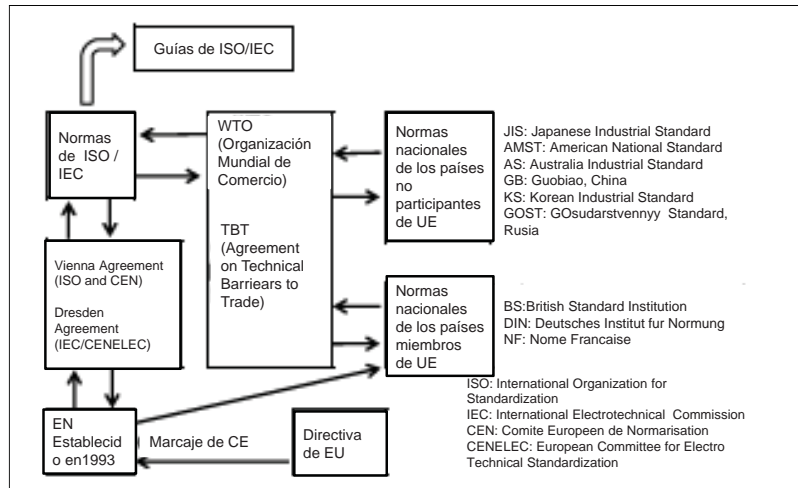 Guías de ISO/IEC
Normas
de ISO /
IEC
WTO
(Organización
Mundial de
Comercio)
TBT
(Agreement
on Technical
Barriears to
Trade)
Normas
nacionales
de los países
no
participantes
de UE
JIS: Japanese Industrial Standard
AMST: American National Standard
AS: Australia Industrial Standard
GB: Guobiao, China
KS: Korean Industrial Standard
GOST: GOsudarstvennyy Standard,
Rusia
Vienna Agreement
(ISO and CEN)
Dresden
Agreement
(IEC/CENELEC)
Normas
nacionales
de los países
miembros
de UE
BS:British Standard Institution
DIN: Deutsches Institut fur Normung
NF: Nome Francaise
EN
Establecid
o en1993
Marcaje de CE
Directiva
de EU
ISO: International Organization for
Standardization
IEC: International Electrotechnical Commission
CEN: Comite Europeen de Normarisation
CENELEC: European Committee for Electro
Technical Standardization